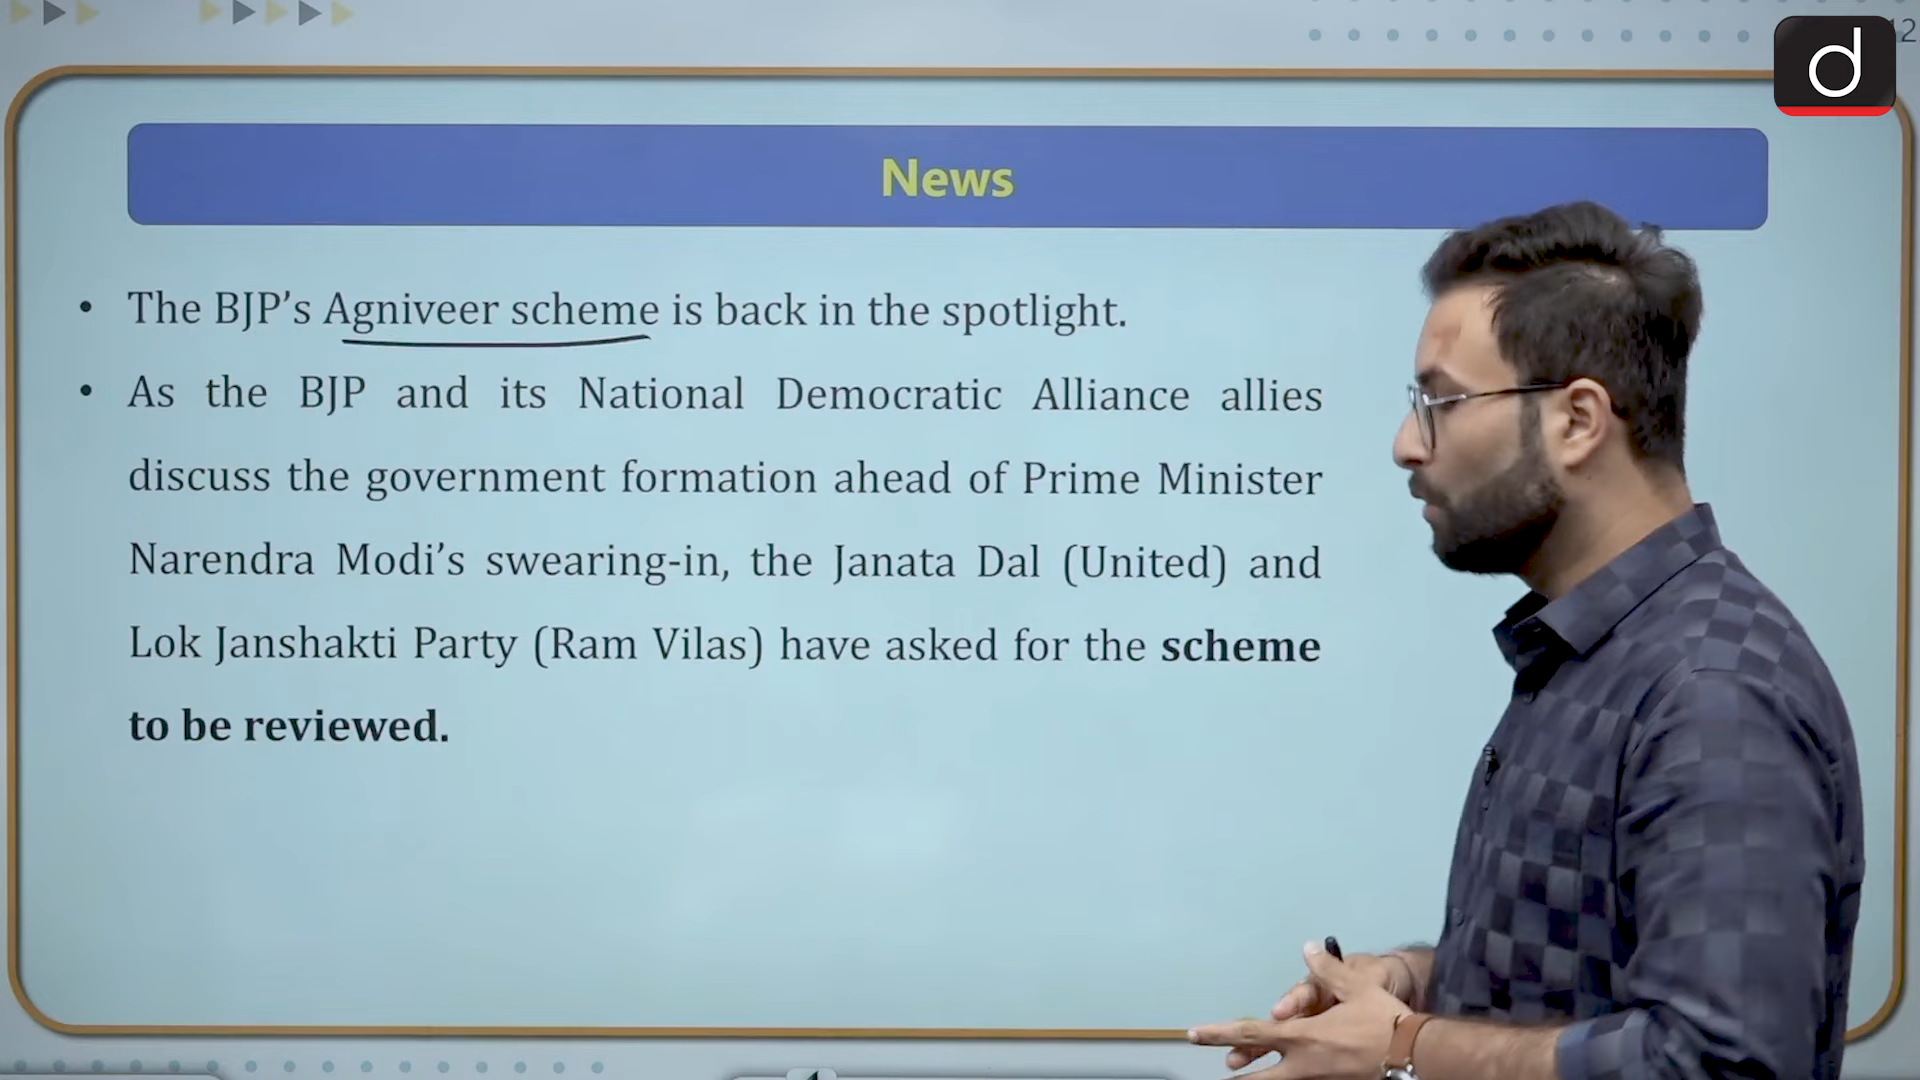 12
d
News
• The BJP’s Agniveer scheme is back in the spotlight.
• As the BJP and its National Democratic Alliance allies
discuss the government formation ahead of Prime Minister
Narendra Modi’s swearing-in, the Janata Dal (United) and
Lok Janshakti Party (Ram Vilas) have asked for the scheme
to be reviewed.